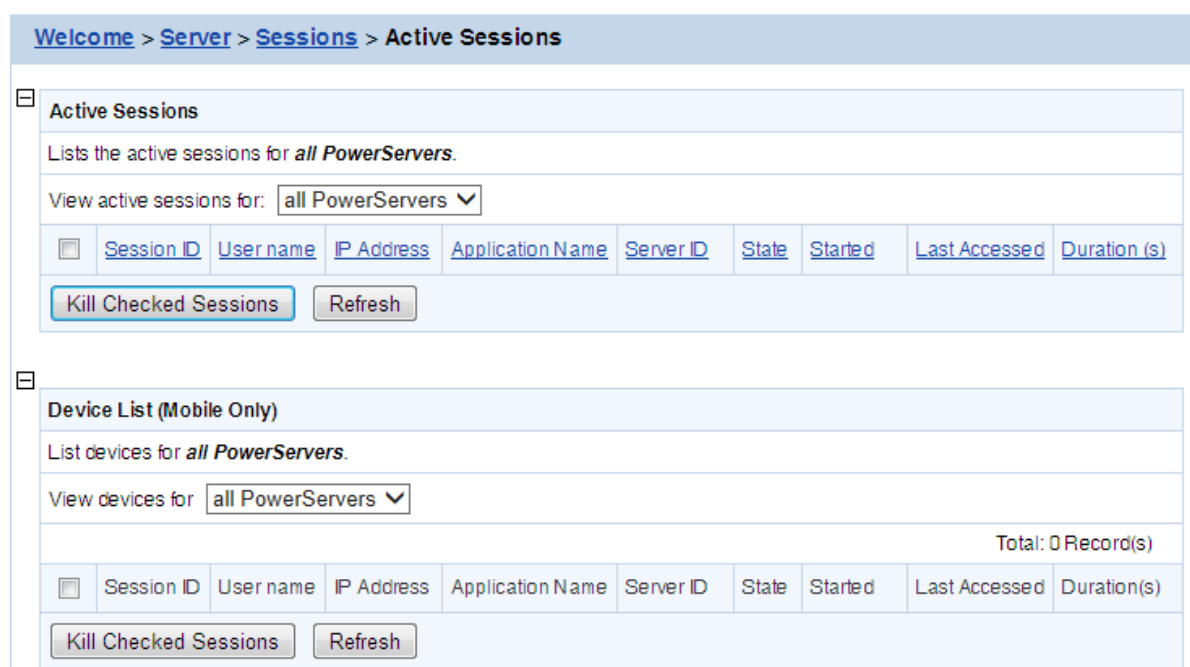 Welcome > Server > Sessions > Active Sessions
Active Sessions
Lists the active sessions for all PowerServers.
View active sessions for: all PowerServers
Session ID User name IP Address Application Name Server ID State Started Last Accessed Duration (s)
Kill Checked Sessions Refresh
Device List (Mobile Only)
List devices for all PowerServers.
View devices for all PowerServers
Total: 0 Record(s)
Session ID User name IP Address Application Name Server ID State Started Last Accessed Duration(s)
Kill Checked Sessions Refresh